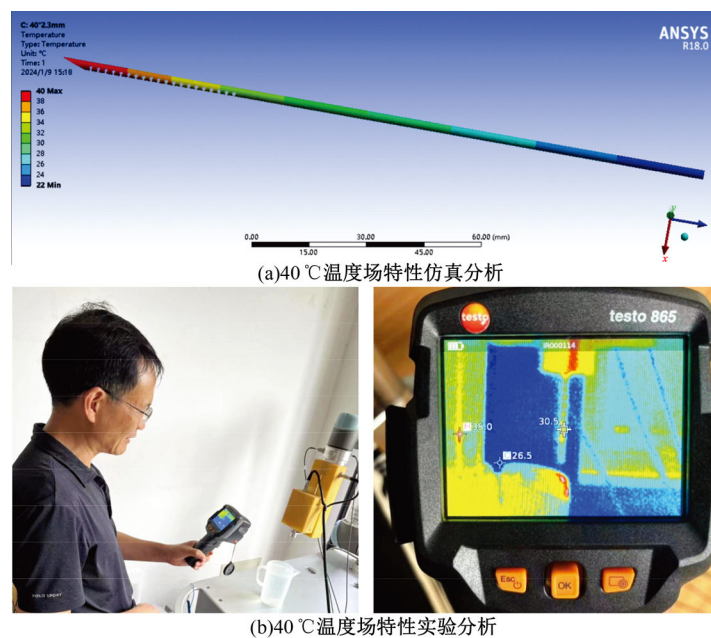 C: 40*2.3mm
Temperature
Type: Temperature
Unit: ℃
Time: 1
2024/1/9 15:18
ANSYS
R18.0
40 Max
38
36
34
32
30
28
26
24
22 Min
0.00 30.00 60.00 (mm)
15.00 45.00
y
x
(a)40 ℃温度场特性仿真分析
testo testo 865
IR000114
30.5
H 35.0
C 26.5
Esc OK
(b)40 ℃温度场特性实验分析